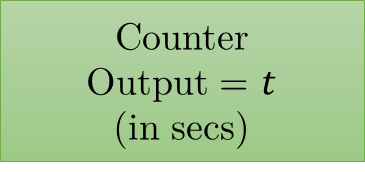 Counter
Output = t
(in secs)